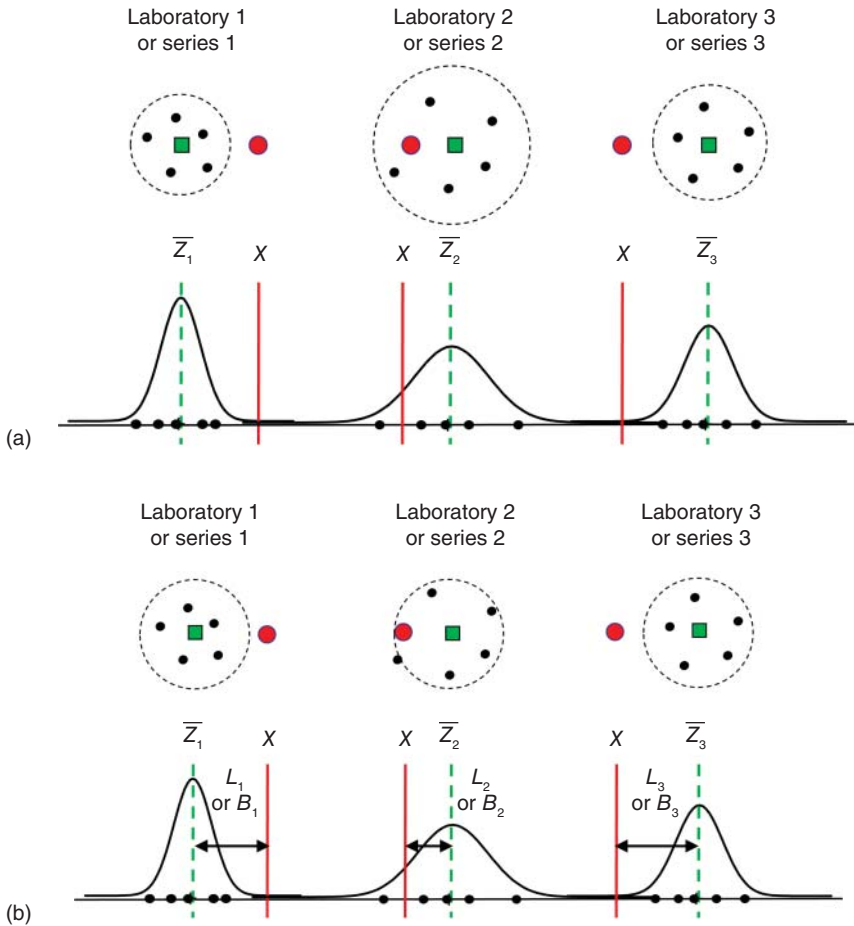 Laboratory 1 Laboratory 2 Laboratory 3
or series 1 or series 2 or series 3
Z̅₁ X X Z̅₂ X Z̅₃
(a)
Laboratory 1 Laboratory 2 Laboratory 3
or series 1 or series 2 or series 3
Z̅₁ X X Z̅₂ X Z̅₃
L₁ L₂ L₃
or B₁ or B₂ or B₃
(b)